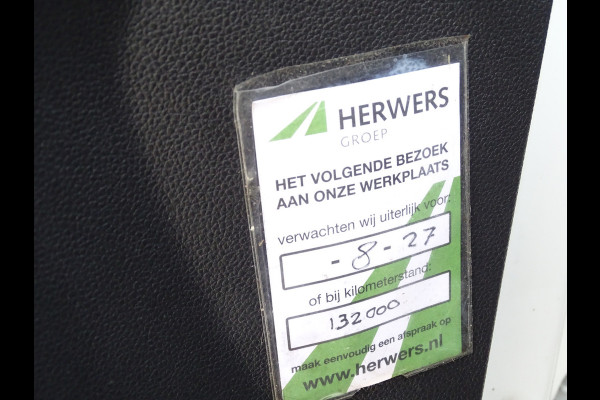 HERWERS
GROEP
HET VOLGENDE BEZOEK
AAN ONZE WERKPLAATS
verwachten wij uiterlijk voor:
- 8 - 27
of bij kilometerstand:
132000
maak eenvoudig een afspraak op
www.herwers.nl